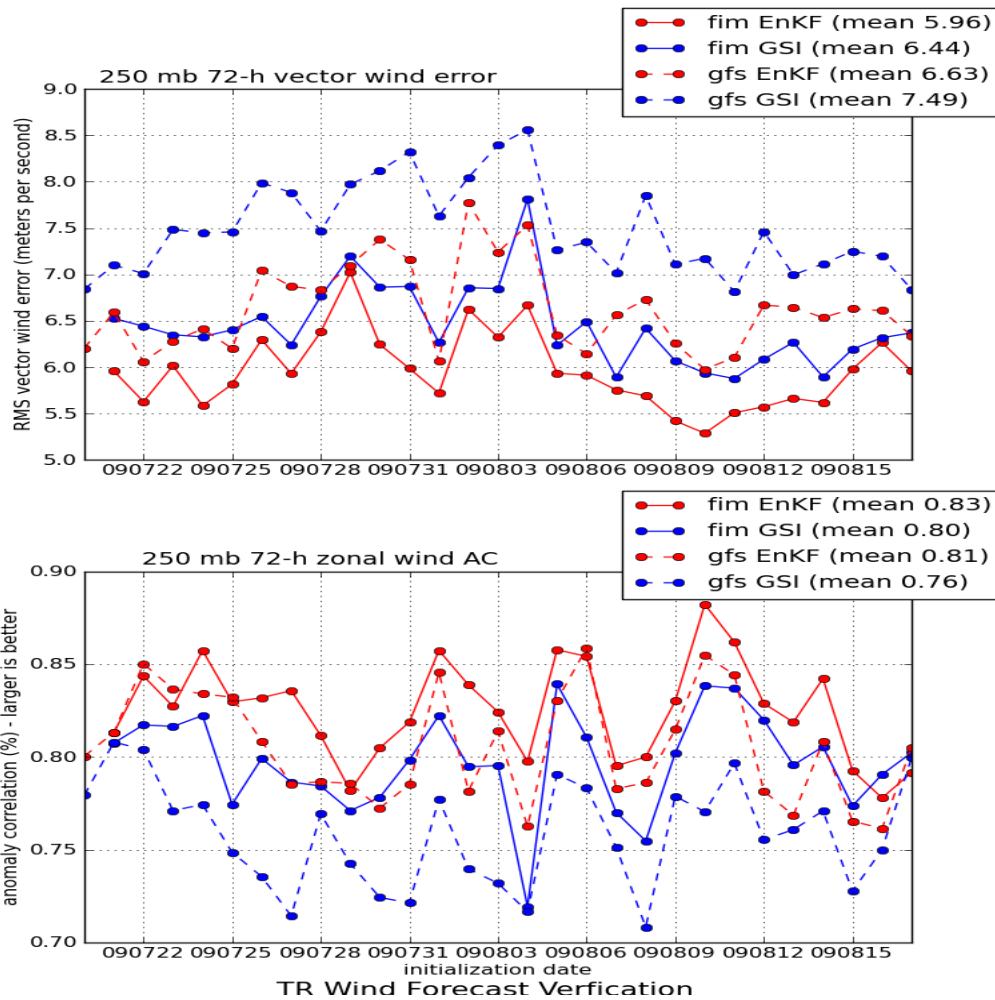 fim EnKF (mean 5.96)
fim GSI (mean 6.44)
gfs EnKF (mean 6.63)
gfs GSI (mean 7.49)
250 mb 72-h vector wind error
9.0
8.5
8.0
7.5
7.0
6.5
6.0
5.5
5.0
RMS vector wind error (meters per second)
090722 090725 090728 090731 090803 090806 090809 090812 090815
fim EnKF (mean 0.83)
fim GSI (mean 0.80)
gfs EnKF (mean 0.81)
gfs GSI (mean 0.76)
250 mb 72-h zonal wind AC
0.90
0.85
0.80
0.75
0.70
anomaly correlation (%) - larger is better
090722 090725 090728 090731 090803 090806 090809 090812 090815
initialization date
TR Wind Forecast Verfication